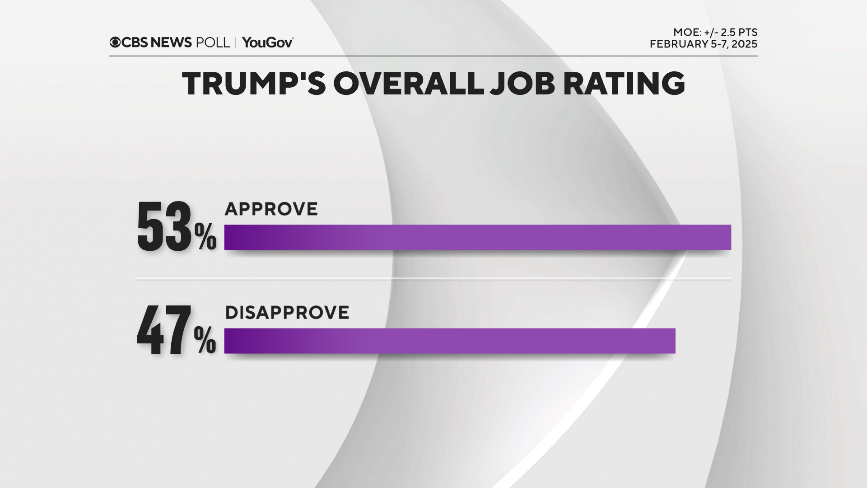 CBS NEWS POLL | YouGov
MOE: +/- 2.5 PTS
FEBRUARY 5-7, 2025
TRUMP'S OVERALL JOB RATING
53% APPROVE
47% DISAPPROVE